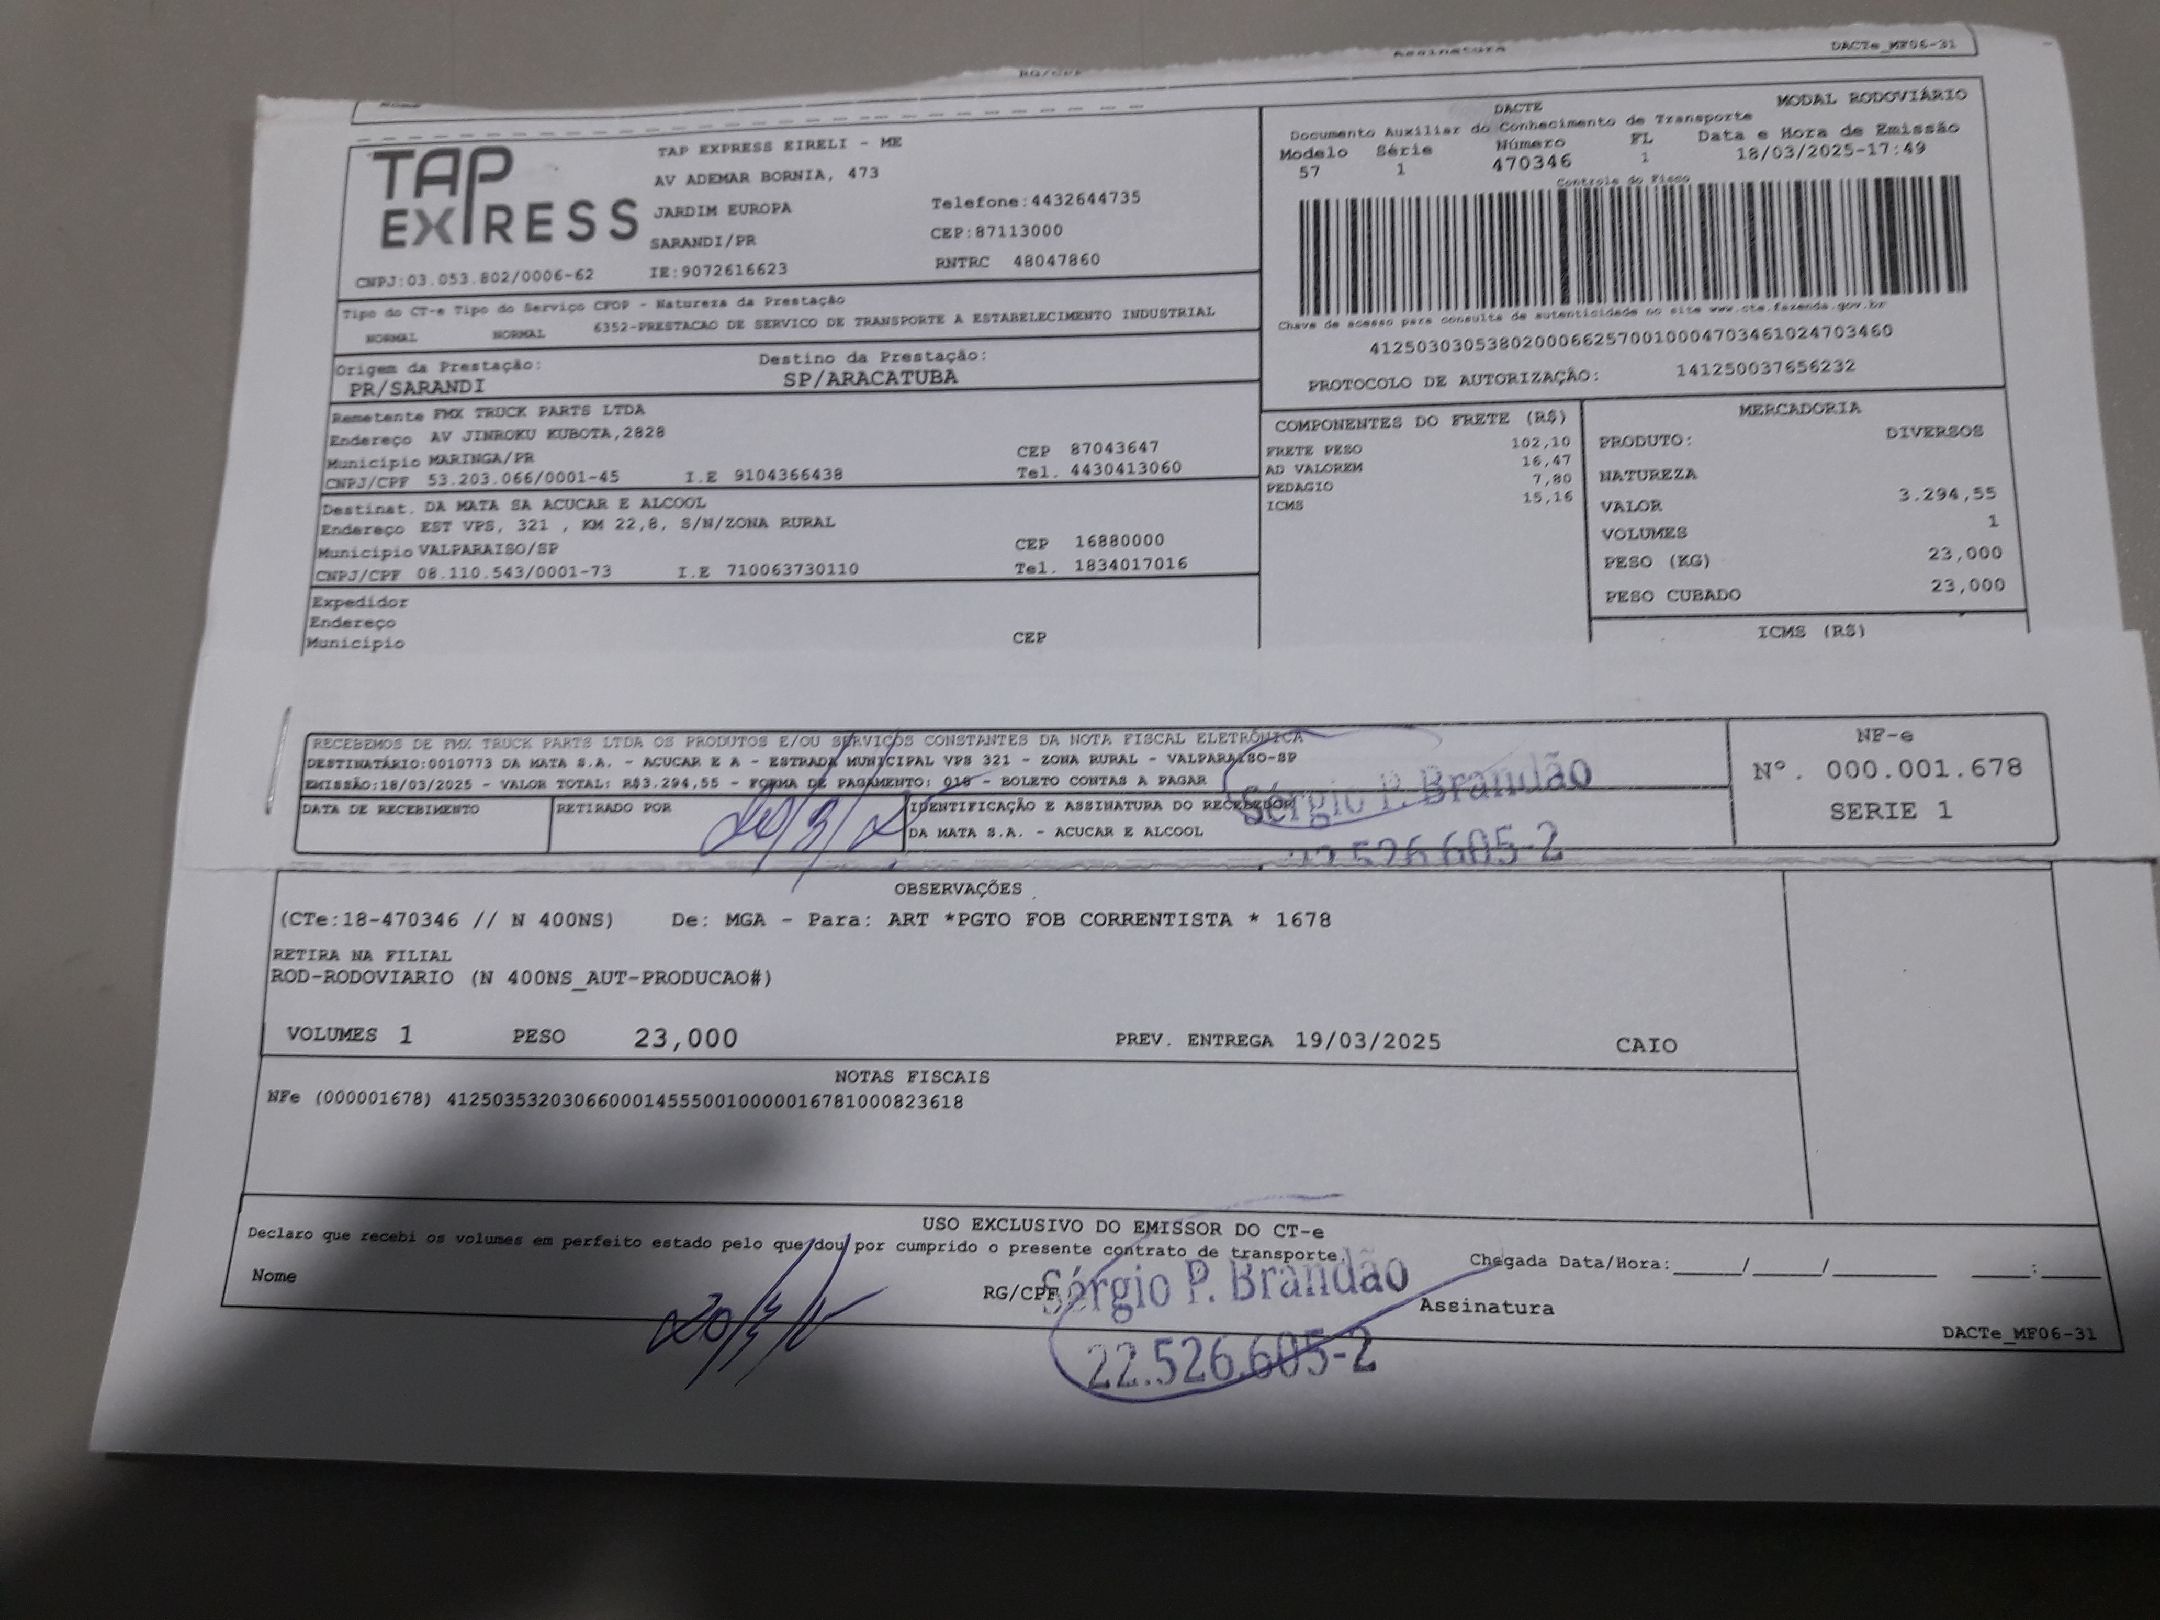 Assinatura
DACTe_MF06-31
RG/CPF
Nome
TAP EXPRESS
TAP EXPRESS EIRELI - ME
AV ADEMAR BORNIA, 473
JARDIM EUROPA
Telefone:4432644735
SARANDI/PR
CEP:87113000
CNPJ:03.053.802/0006-62
IE:9072616623
RNTRC 48047860
DACTE
MODAL RODOVIÁRIO
Documento Auxiliar do Conhecimento de Transporte
Modelo Série Número FL Data e Hora de Emissão
57 1 470346 1 18/03/2025-17:49
Controle do Fisco
Chave de acesso para consulta de autenticidade no site www.cte.fazenda.gov.br
41250303053802000662570010004703461024703460
PROTOCOLO DE AUTORIZAÇÃO: 141250037656232
Tipo do CT-e Tipo do Serviço CFOP - Natureza da Prestação
NORMAL NORMAL 6352-PRESTACAO DE SERVICO DE TRANSPORTE A ESTABELECIMENTO INDUSTRIAL
Origem da Prestação: Destino da Prestação:
PR/SARANDI SP/ARACATUBA
Remetente FMX TRUCK PARTS LTDA
Endereço AV JINROKU KUBOTA,2828
Município MARINGA/PR CEP 87043647
CNPJ/CPF 53.203.066/0001-45 I.E 9104366438 Tel. 4430413060
Destinat. DA MATA SA ACUCAR E ALCOOL
Endereço EST VPS, 321 , KM 22,8, S/N/ZONA RURAL
Município VALPARAISO/SP CEP 16880000
CNPJ/CPF 08.110.543/0001-73 I.E 710063730110 Tel. 1834017016
Expedidor
Endereço
Município CEP
COMPONENTES DO FRETE (R$)
FRETE PESO 102,10
AD VALOREM 16,47
PEDAGIO 7,80
ICMS 15,16
MERCADORIA
PRODUTO: DIVERSOS
NATUREZA
VALOR 3.294,55
VOLUMES 1
PESO (KG) 23,000
PESO CUBADO 23,000
ICMS (R$)
RECEBEMOS DE FMX TRUCK PARTS LTDA OS PRODUTOS E/OU SERVIÇOS CONSTANTES DA NOTA FISCAL ELETRÔNICA
DESTINATÁRIO:0010773 DA MATA S.A. - ACUCAR E A - ESTRADA MUNICIPAL VPS 321 - ZONA RURAL - VALPARAISO-SP
EMISSÃO:18/03/2025 - VALOR TOTAL: R$3.294,55 - FORMA DE PAGAMENTO: 018 - BOLETO CONTAS A PAGAR
DATA DE RECEBIMENTO RETIRADO POR IDENTIFICAÇÃO E ASSINATURA DO RECEBEDOR
DA MATA S.A. - ACUCAR E ALCOOL
Sérgio P. Brandão
22.526.605-2
NF-e
Nº. 000.001.678
SERIE 1
OBSERVAÇÕES
(CTe:18-470346 // N 400NS) De: MGA - Para: ART *PGTO FOB CORRENTISTA * 1678
RETIRA NA FILIAL
ROD-RODOVIARIO (N 400NS_AUT-PRODUCAO#)
VOLUMES 1 PESO 23,000 PREV. ENTREGA 19/03/2025 CAIO
NOTAS FISCAIS
NFe (000001678) 41250353203066000145550010000016781000823618
USO EXCLUSIVO DO EMISSOR DO CT-e
Declaro que recebi os volumes em perfeito estado pelo que dou por cumprido o presente contrato de transporte.
Chegada Data/Hora:_____/_____/_______ ____:____
Nome RG/CPF Assinatura
Sérgio P. Brandão
22.526.605-2
DACTe_MF06-31